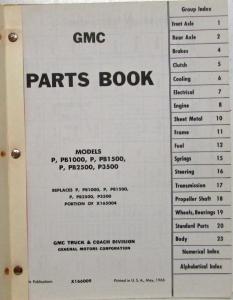 GMC
PARTS BOOK
MODELS
P, PB1000, P, PB1500,
P, PB2500, P3500
REPLACES P, PB1000, P, PB1500,
P, PB2500, P3500
PORTION OF X165004
GMC TRUCK & COACH DIVISION
GENERAL MOTORS CORPORATION
Publications X166009 Printed in U. S. A., May, 1966
Group Index
Front Axle 1
Rear Axle 2
Brakes 4
Clutch 5
Cooling 6
Electrical 7
Engine 8
Sheet Metal 10
Frame 11
Fuel 12
Springs 15
Steering 16
Transmission 17
Propeller Shaft 18
Wheels, Bearings 19
Standard Parts 20
Body 23
Numerical Index
Alphabetical Index